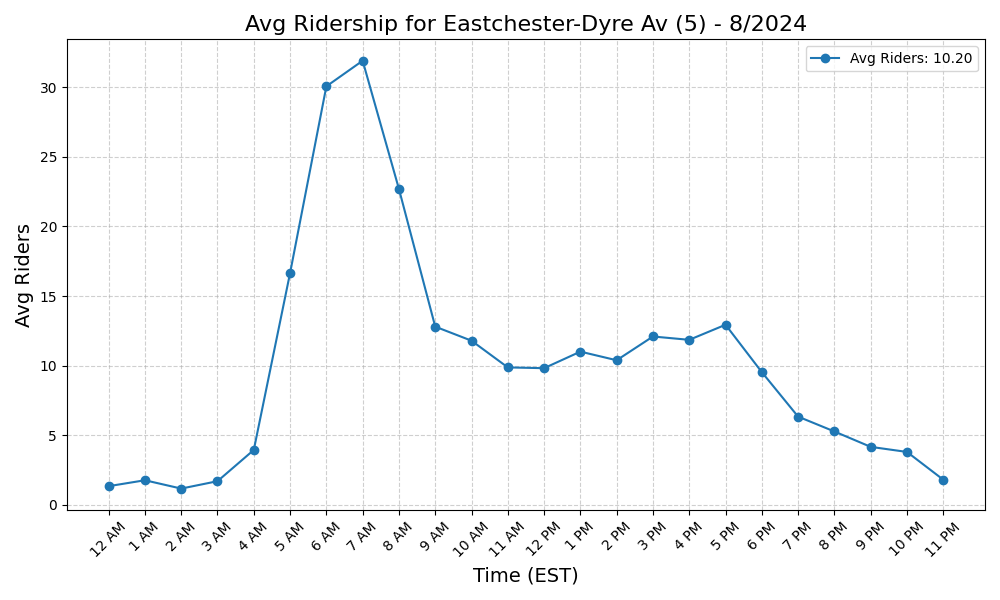 Avg Ridership for Eastchester-Dyre Av (5) - 8/2024
Avg Riders: 10.20
Avg Riders
30
25
20
15
10
5
0
12 AM
1 AM
2 AM
3 AM
4 AM
5 AM
6 AM
7 AM
8 AM
9 AM
10 AM
11 AM
12 PM
1 PM
2 PM
3 PM
4 PM
5 PM
6 PM
7 PM
8 PM
9 PM
10 PM
11 PM
Time (EST)